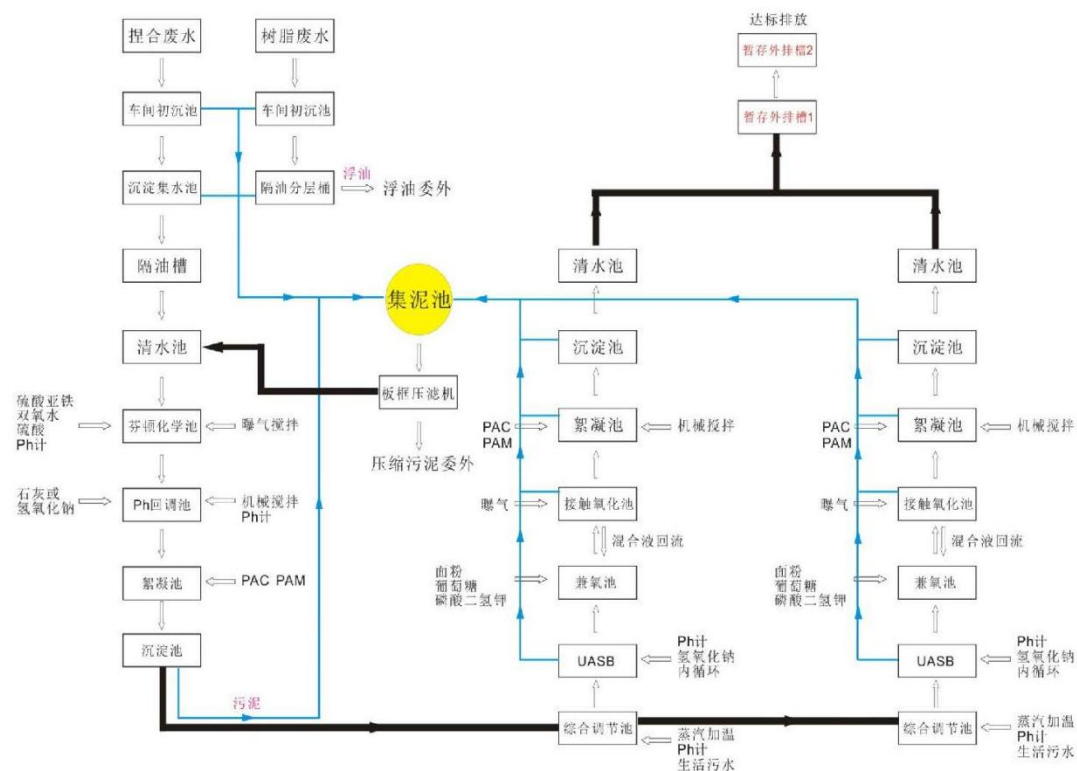 达标排放
捏合废水
树脂废水
暂存外排槽2
车间初沉池
车间初沉池
暂存外排槽1
沉淀集水池
隔油分层桶
浮油
浮油委外
隔油槽
集泥池
清水池
清水池
清水池
沉淀池
沉淀池
板框压滤机
硫酸亚铁
双氧水
硫酸
Ph计
芬顿化学池
曝气搅拌
PAC
PAM
絮凝池
机械搅拌
PAC
PAM
絮凝池
机械搅拌
压缩污泥委外
石灰或
氢氧化钠
Ph回调池
机械搅拌
Ph计
曝气
接触氧化池
曝气
接触氧化池
混合液回流
混合液回流
絮凝池
PAC PAM
面粉
葡萄糖
磷酸二氢钾
兼氧池
面粉
葡萄糖
磷酸二氢钾
兼氧池
沉淀池
UASB
Ph计
氢氧化钠
内循环
UASB
Ph计
氢氧化钠
内循环
污泥
综合调节池
蒸汽加温
Ph计
生活污水
综合调节池
蒸汽加温
Ph计
生活污水